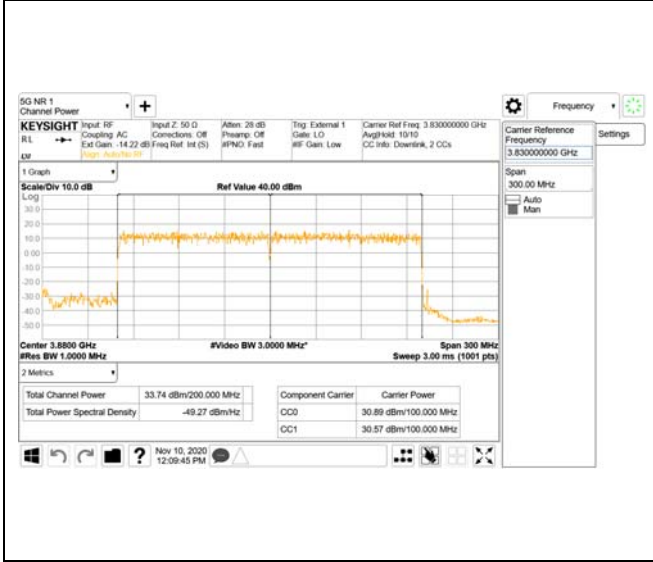 5G NR 1
Channel Power
Frequency
KEYSIGHT
RL
Input: RF
Coupling: AC
Ext Gain: -14.22 dB
Align: Auto/No RF
Input Z: 50 Ω
Corrections: Off
Freq Ref: Int (S)
Atten: 28 dB
Preamp: Off
#PNO: Fast
Trig: External 1
Gate: LO
#IF Gain: Low
Carrier Ref Freq: 3.830000000 GHz
Avg|Hold: 10/10
CC Info: Downlink, 2 CCs
Carrier Reference
Frequency
3.830000000 GHz
Settings
Span
300.00 MHz
Auto
Man
1 Graph
Scale/Div 10.0 dB
Ref Value 40.00 dBm
Log
30.0
20.0
10.0
0.00
-10.0
-20.0
-30.0
-40.0
-50.0
Center 3.8800 GHz
#Video BW 3.0000 MHz*
Span 300 MHz
#Res BW 1.0000 MHz
Sweep 3.00 ms (1001 pts)
2 Metrics
Total Channel Power 33.74 dBm/200.000 MHz
Total Power Spectral Density -49.27 dBm/Hz
Component Carrier Carrier Power
CC0 30.89 dBm/100.000 MHz
CC1 30.57 dBm/100.000 MHz
?
Nov 10, 2020
12:09:45 PM